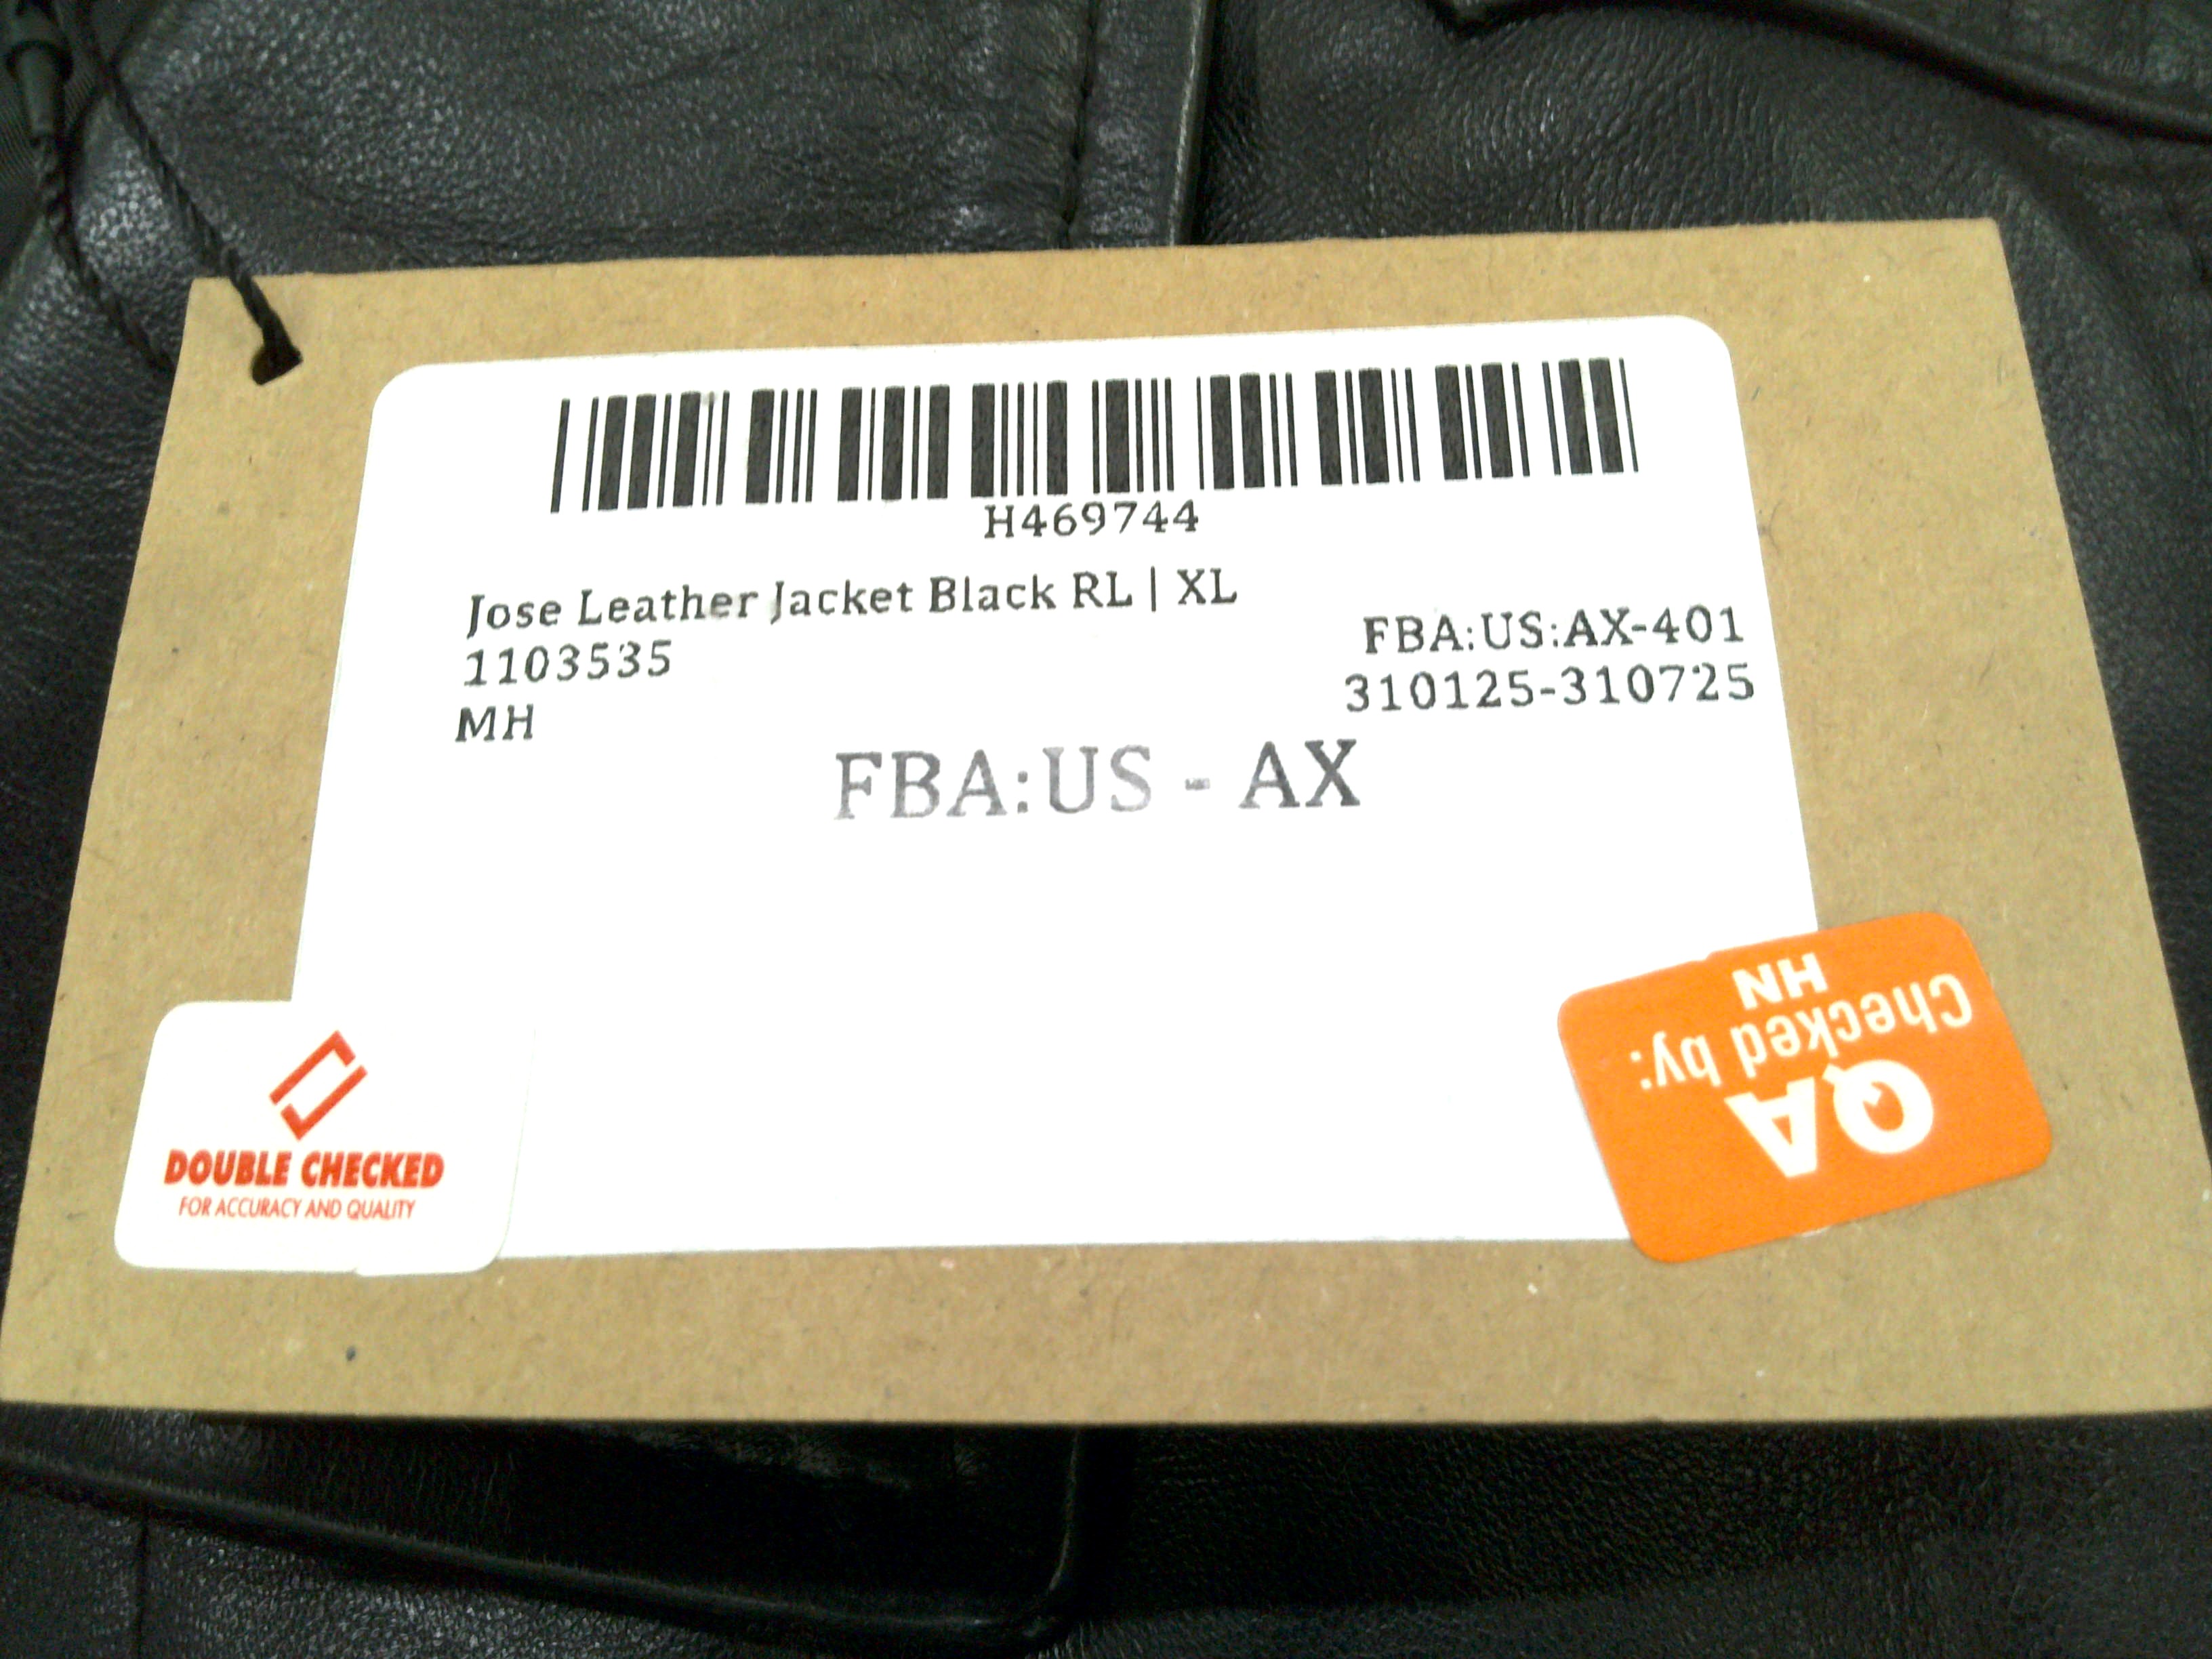 H469744
Jose Leather Jacket Black RL | XL
1103535
FBA:US:AX-401
MH
310125-310725
FBA:US - AX
DOUBLE CHECKED
FOR ACCURACY AND QUALITY
QA
Checked by:
HN